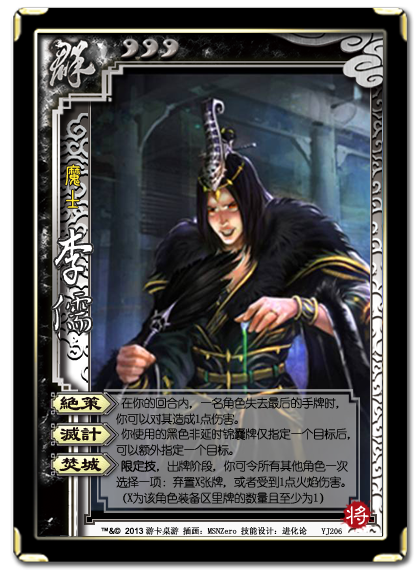 群
魔士
李儒
絶策 在你的回合内，一名角色失去最后的手牌时，
你可以对其造成1点伤害。
滅計 你使用的黑色非延时锦囊牌仅指定一个目标后，
可以额外指定一个目标。
焚城 限定技，出牌阶段，你可令所有其他角色一次
选择一项：弃置X张牌，或者受到1点火焰伤害。
(X为该角色装备区里牌的数量且至少为1)
将
™&© 2013 游卡桌游 插画：MSNZero 技能设计：进化论 YJ206